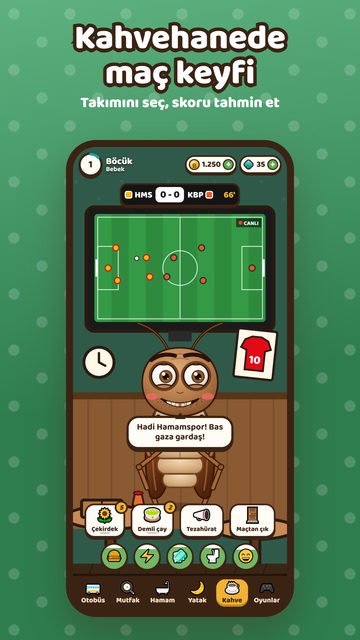 Kahvehanede
maç keyfi
Takımını seç, skoru tahmin et
1 Böcük 1.250 + 35 +
Bebek
HMS 0 - 0 KBP 66'
CANLI
10
Hadi Hamamspor! Bas
gaza gardaş!
5 2
Çekirdek Demli çay Tezahürat Maçtan çık
Otobüs Mutfak Hamam Yatak Kahve Oyunlar